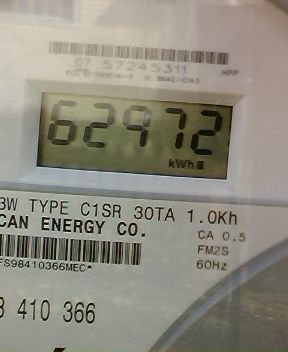 07 57245311
HPP
62972
kWh
3W TYPE C1SR 30TA 1.0Kh
CAN ENERGY CO.
CA 0.5
FM2S
60Hz
FS98410366MEC*
3 410 366